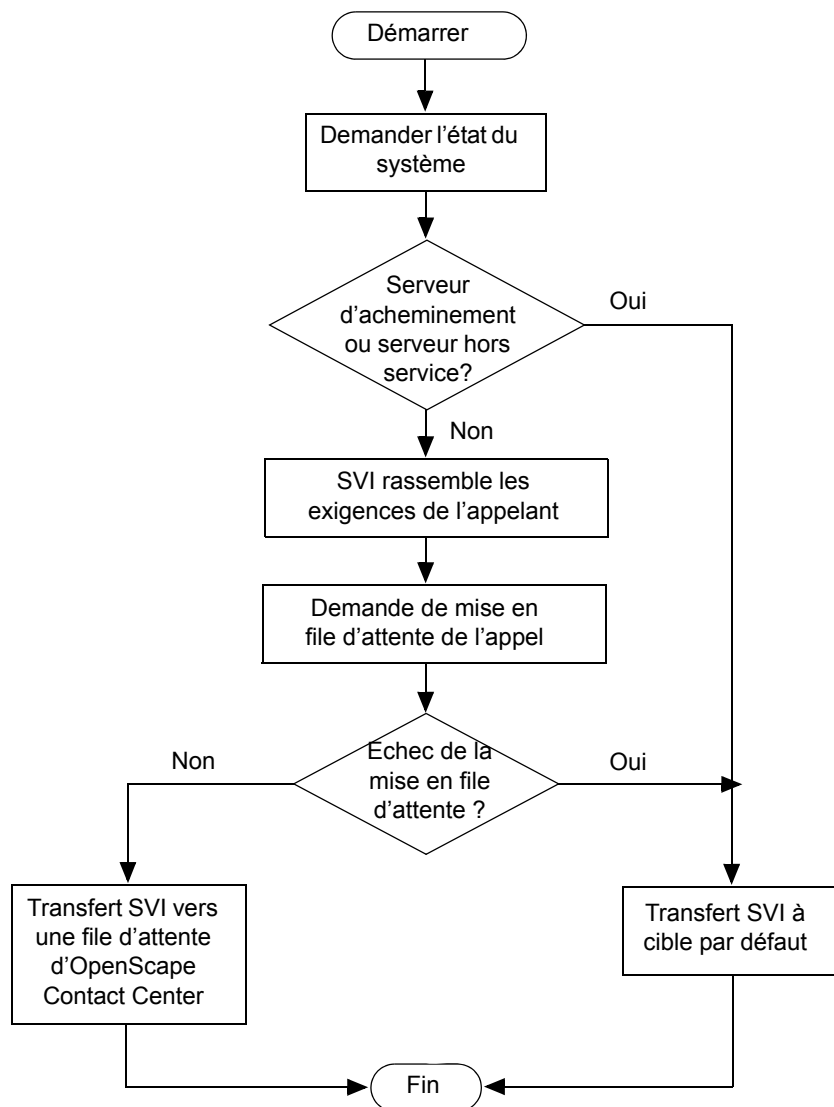 Démarrer
Demander l’état du
système
Serveur
d’acheminement
ou serveur hors
service?
Oui
Non
SVI rassemble les
exigences de l’appelant
Demande de mise en
file d’attente de l’appel
Echec de la
mise en file
d’attente ?
Non
Oui
Transfert SVI vers
une file d’attente
d’OpenScape
Contact Center
Transfert SVI à
cible par défaut
Fin